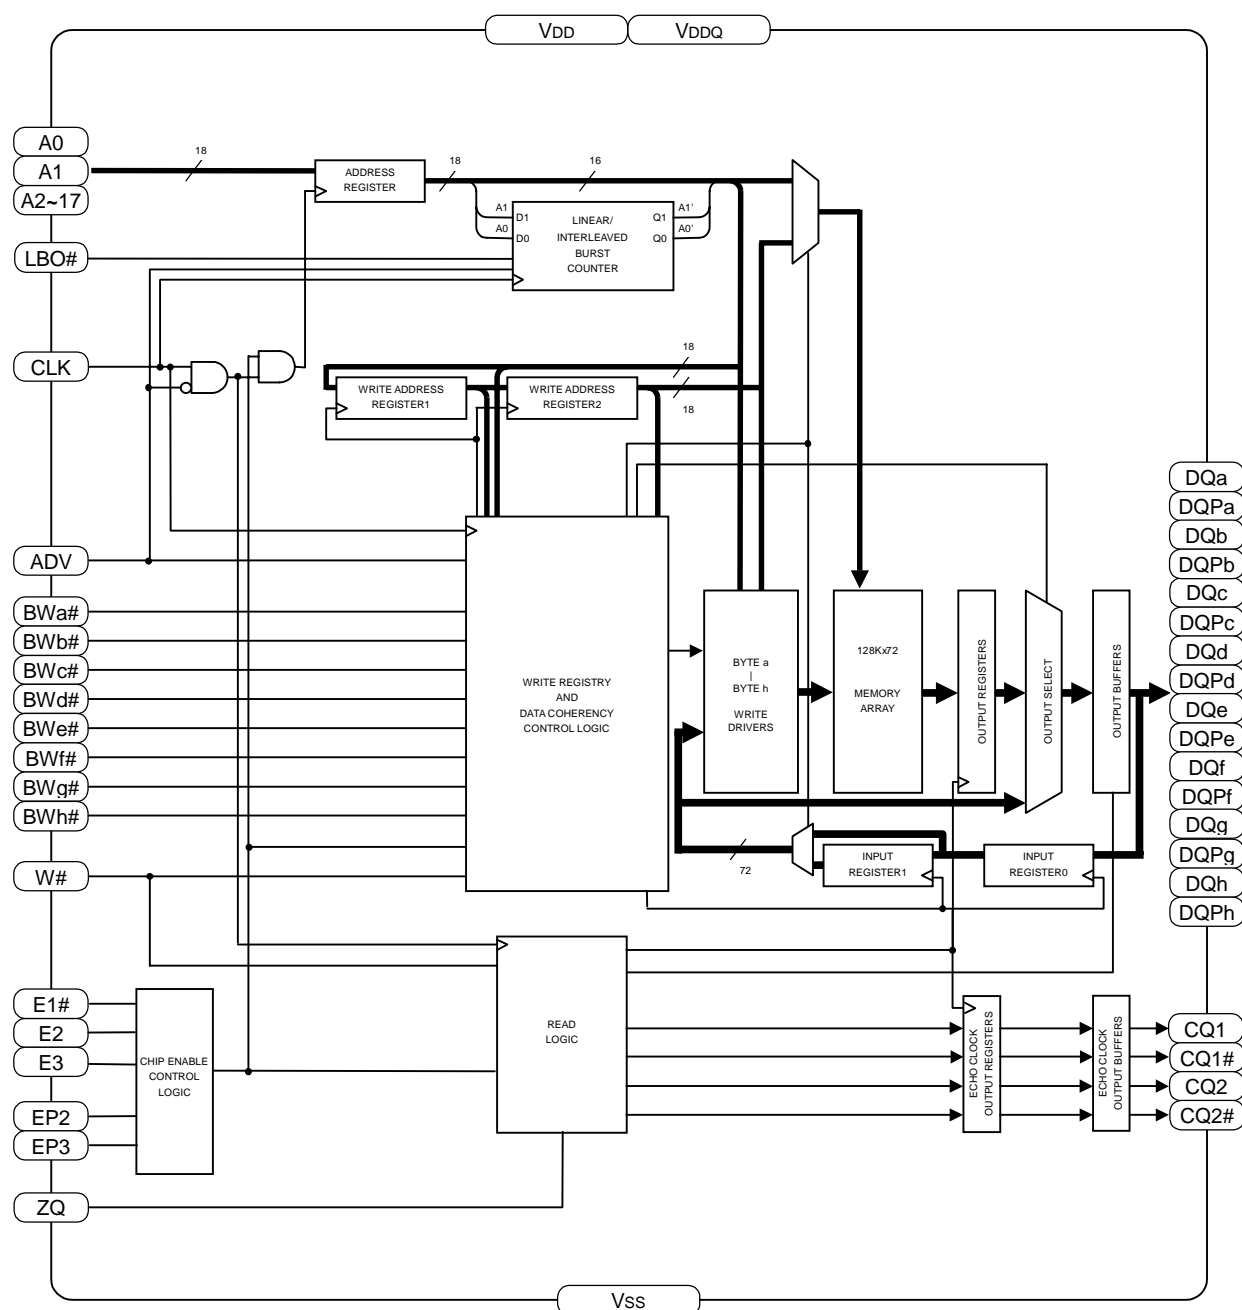 VDD
VDDQ
A0
A1
A2~17
LBO#
CLK
ADV
BWa#
BWb#
BWc#
BWd#
BWe#
BWf#
BWg#
BWh#
W#
E1#
E2
E3
EP2
EP3
ZQ
18
ADDRESS
REGISTER
18
16
A1
A0
D1
D0
LINEAR/
INTERLEAVED
BURST
COUNTER
Q1
Q0
A1'
A0'
WRITE ADDRESS
REGISTER1
WRITE ADDRESS
REGISTER2
18
18
WRITE REGISTRY
AND
DATA COHERENCY
CONTROL LOGIC
BYTE a
|
BYTE h
WRITE
DRIVERS
128Kx72
MEMORY
ARRAY
OUTPUT REGISTERS
OUTPUT SELECT
OUTPUT BUFFERS
72
INPUT
REGISTER1
INPUT
REGISTER0
CHIP ENABLE
CONTROL
LOGIC
READ
LOGIC
ECHO CLOCK
OUTPUT REGISTERS
ECHO CLOCK
OUTPUT BUFFERS
DQa
DQPa
DQb
DQPb
DQc
DQPc
DQd
DQPd
DQe
DQPe
DQf
DQPf
DQg
DQPg
DQh
DQPh
CQ1
CQ1#
CQ2
CQ2#
Vss